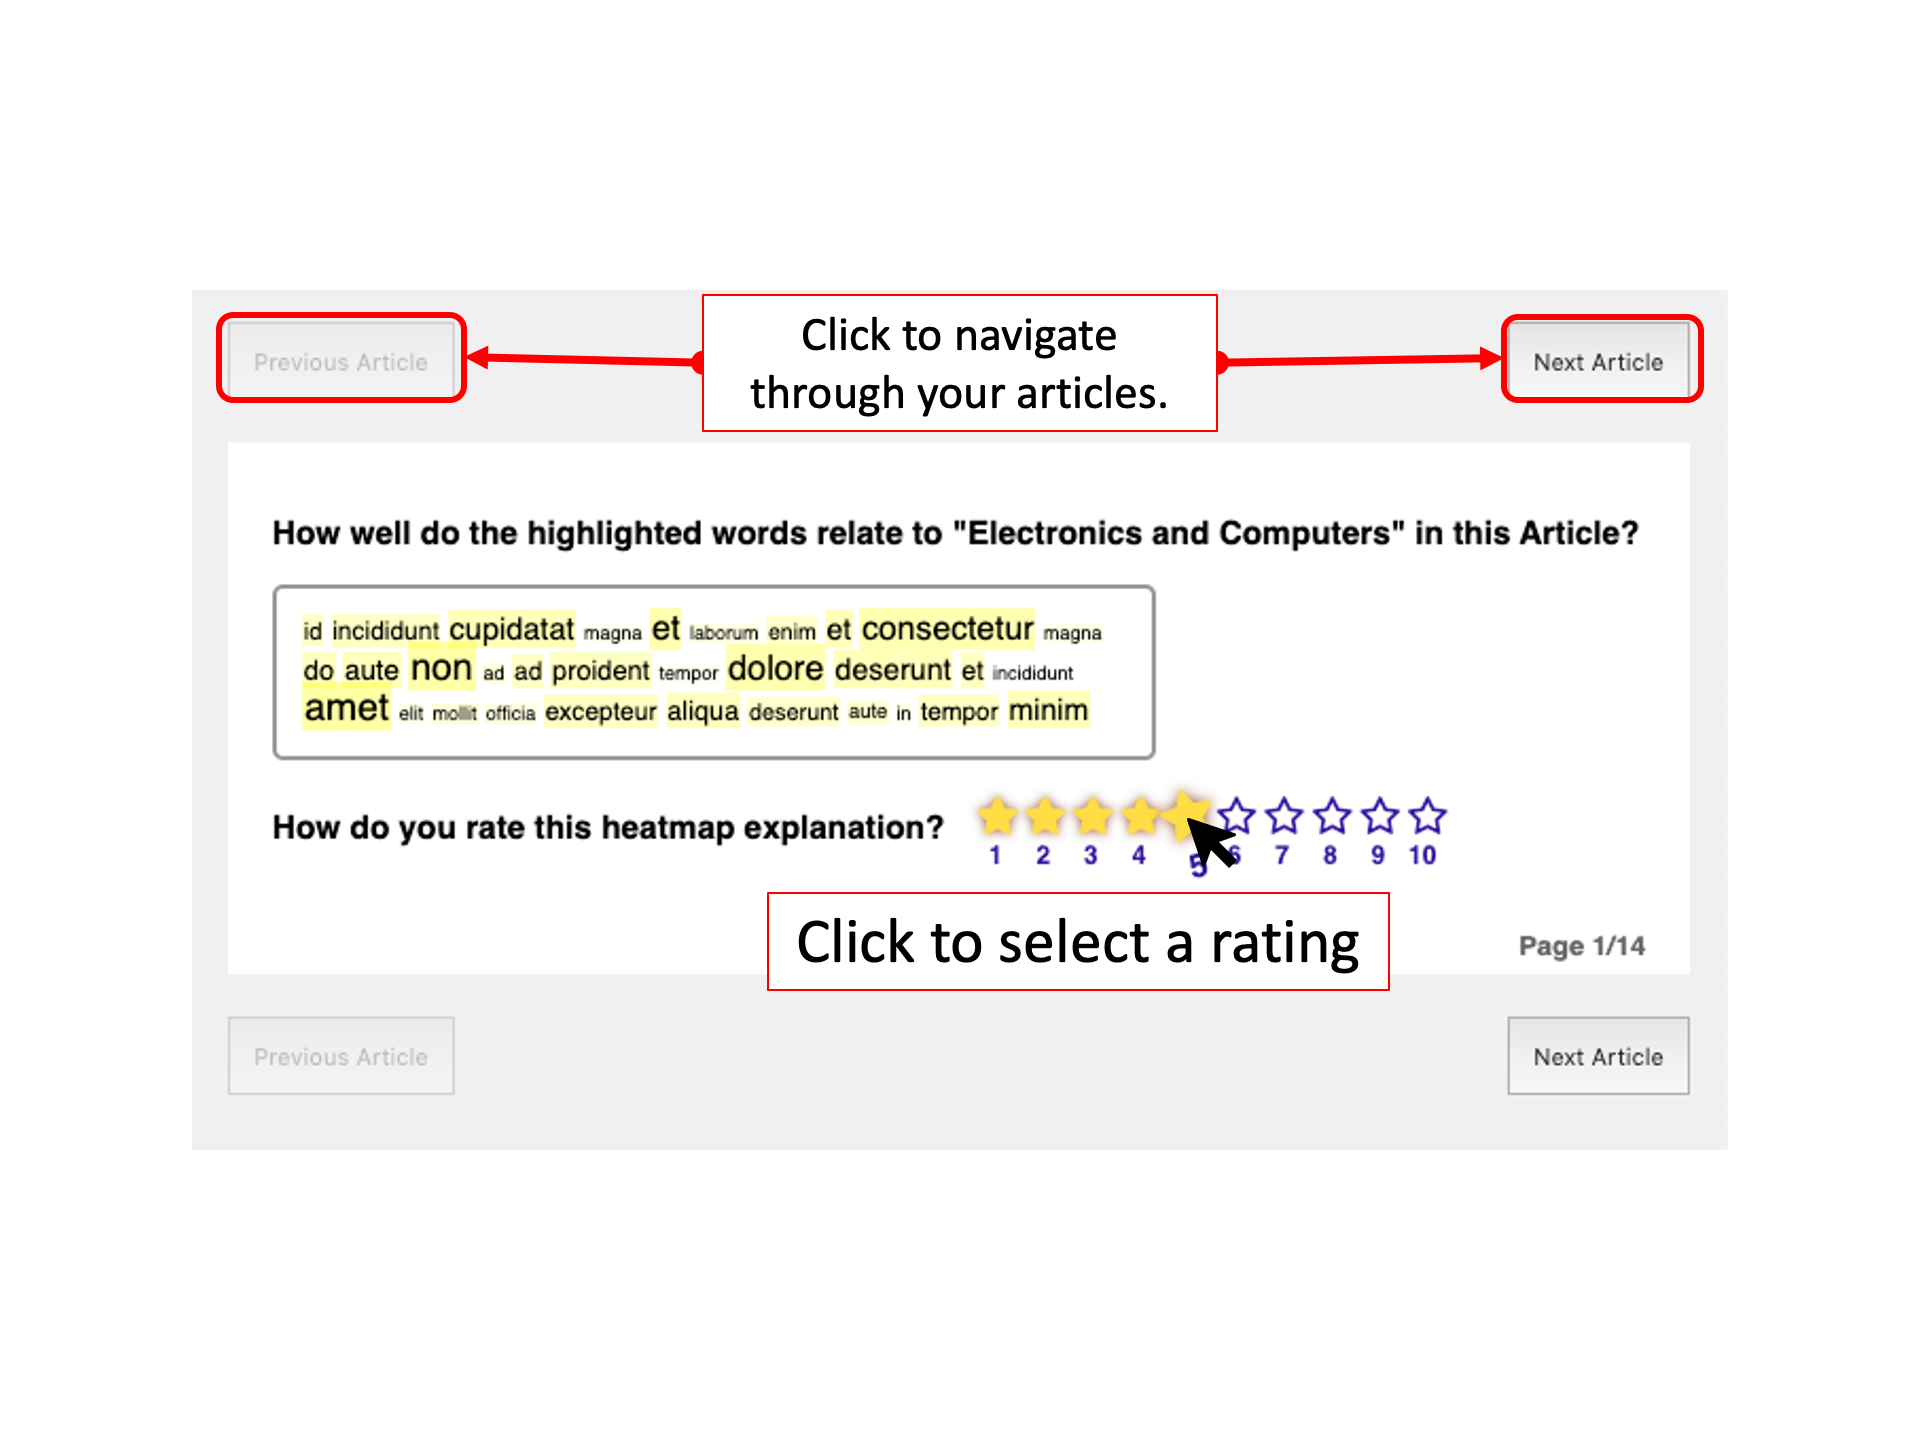 Previous Article
Click to navigate
through your articles.
Next Article
How well do the highlighted words relate to "Electronics and Computers" in this Article?
id incididunt cupidatat magna et laborum enim et consectetur magna
do aute non ad ad proident tempor dolore deserunt et incididunt
amet elit mollit officia excepteur aliqua deserunt aute in tempor minim
How do you rate this heatmap explanation?
1 2 3 4 5 6 7 8 9 10
Click to select a rating
Page 1/14
Previous Article
Next Article